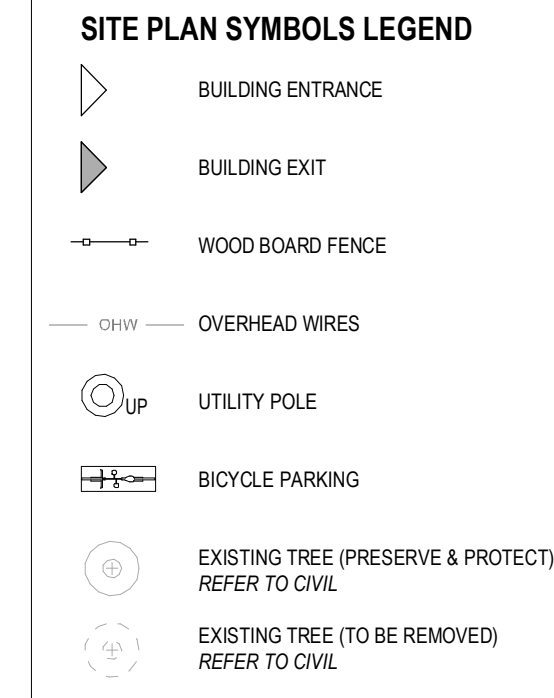 SITE PLAN SYMBOLS LEGEND
BUILDING ENTRANCE
BUILDING EXIT
WOOD BOARD FENCE
OHW OVERHEAD WIRES
UP UTILITY POLE
BICYCLE PARKING
EXISTING TREE (PRESERVE & PROTECT)
REFER TO CIVIL
EXISTING TREE (TO BE REMOVED)
REFER TO CIVIL